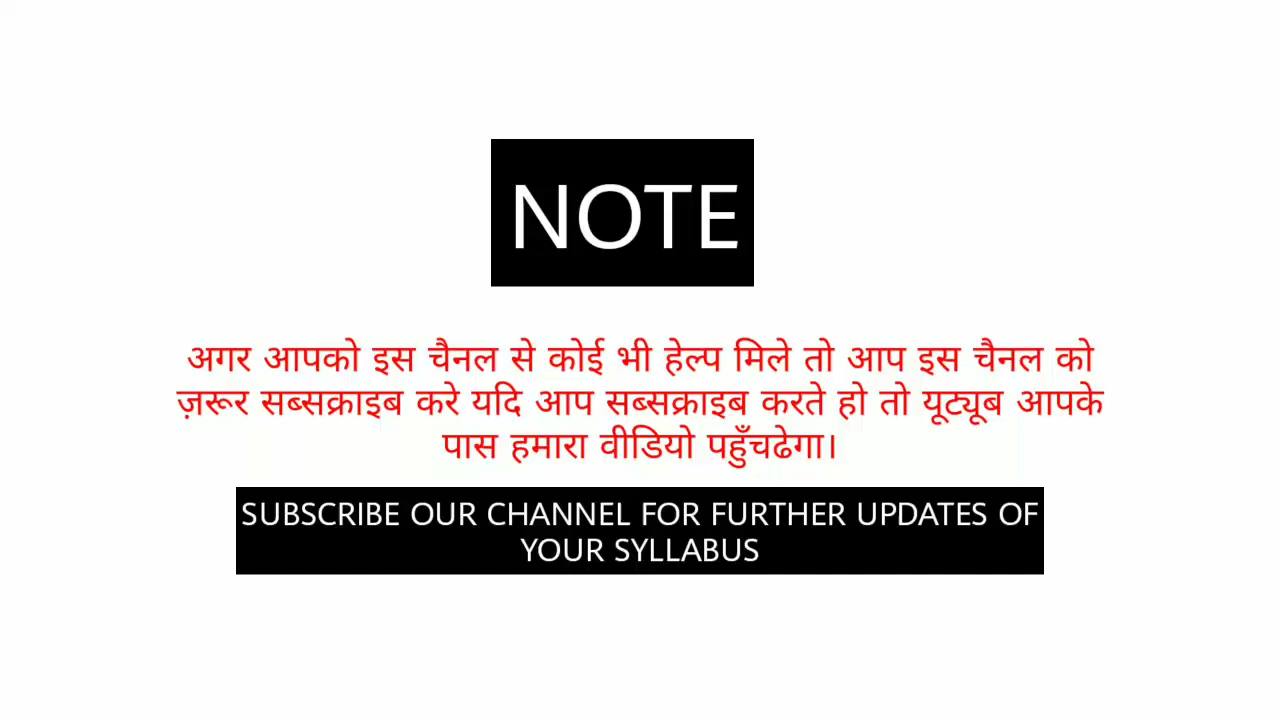 NOTE
अगर आपको इस चैनल से कोई भी हेल्प मिले तो आप इस चैनल को
ज़रूर सब्सक्राइब करे यदि आप सब्सक्राइब करते हो तो यूट्यूब आपके
पास हमारा वीडियो पहुँचढेगा।
SUBSCRIBE OUR CHANNEL FOR FURTHER UPDATES OF
YOUR SYLLABUS